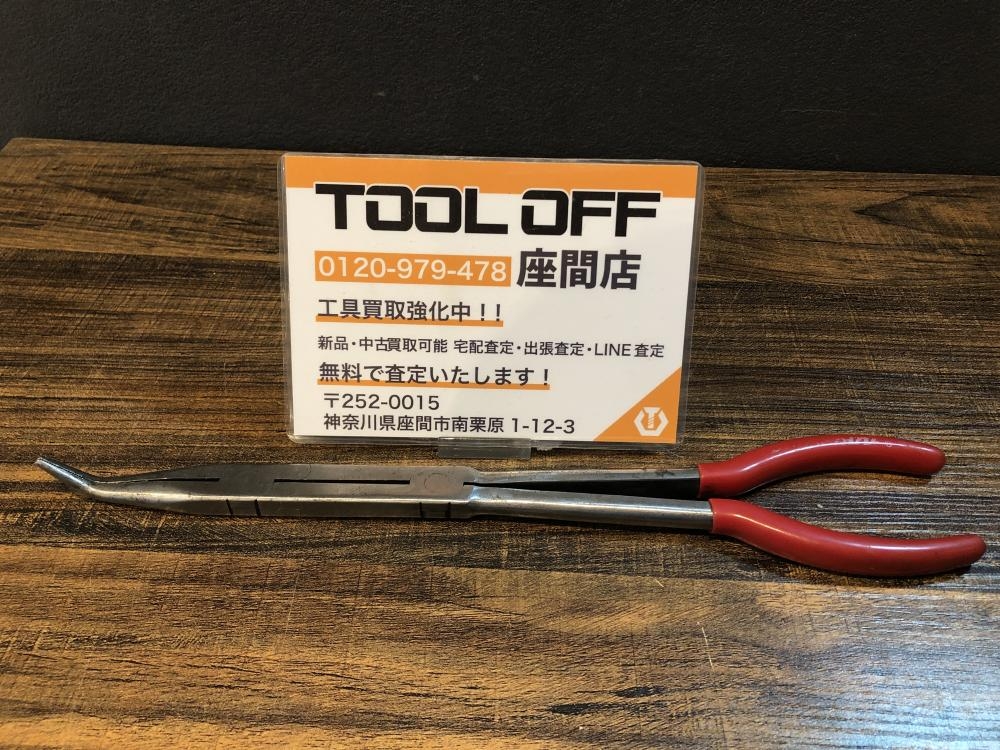 TOOL OFF
0120-979-478 座間店
工具買取強化中！！
新品・中古買取可能 宅配査定・出張査定・LINE査定
無料で査定いたします！
〒252-0015
神奈川県座間市南栗原 1-12-3